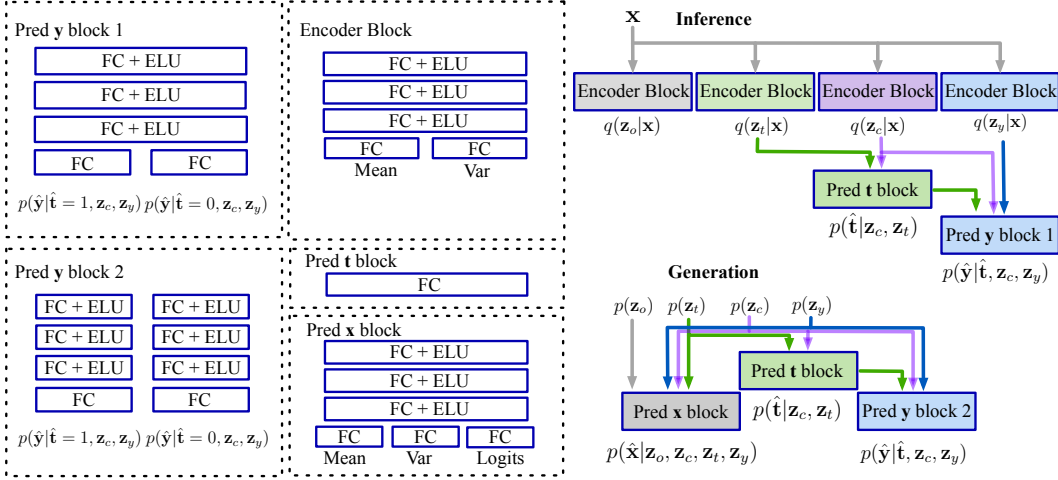 Pred y block 1
FC + ELU
FC + ELU
FC + ELU
FC FC
p(ŷ|t̂ = 1, z_c, z_y) p(ŷ|t̂ = 0, z_c, z_y)
Encoder Block
FC + ELU
FC + ELU
FC + ELU
FC FC
Mean Var
Pred y block 2
FC + ELU FC + ELU
FC + ELU FC + ELU
FC + ELU FC + ELU
FC FC
p(ŷ|t̂ = 1, z_c, z_y) p(ŷ|t̂ = 0, z_c, z_y)
Pred t block
FC
Pred x block
FC + ELU
FC + ELU
FC + ELU
FC FC FC
Mean Var Logits
x Inference
Encoder Block Encoder Block Encoder Block Encoder Block
q(z_o|x) q(z_t|x) q(z_c|x) q(z_y|x)
Pred t block
p(t̂|z_c, z_t)
Pred y block 1
p(ŷ|t̂, z_c, z_y)
Generation
p(z_o) p(z_t) p(z_c) p(z_y)
Pred t block
p(t̂|z_c, z_t)
Pred x block Pred y block 2
p(x̂|z_o, z_c, z_t, z_y) p(ŷ|t̂, z_c, z_y)